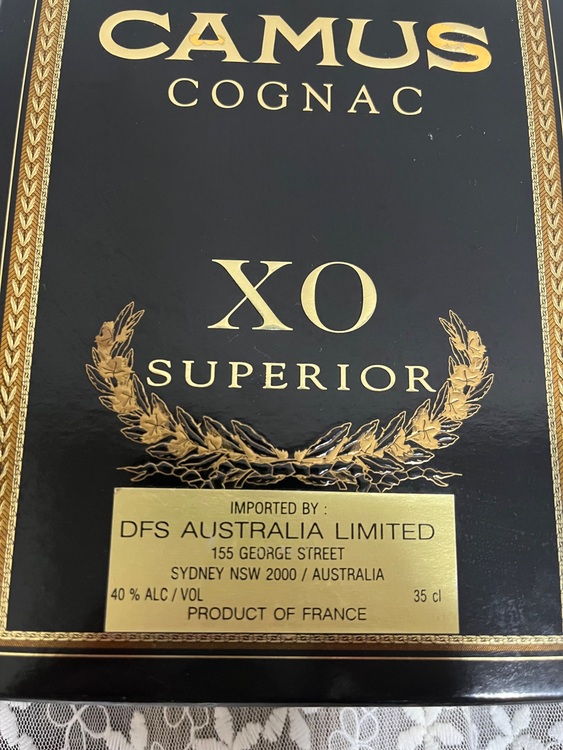 CAMUS
COGNAC
XO
SUPERIOR
IMPORTED BY :
DFS AUSTRALIA LIMITED
155 GEORGE STREET
SYDNEY NSW 2000 / AUSTRALIA
40 % ALC / VOL 35 cl
PRODUCT OF FRANCE